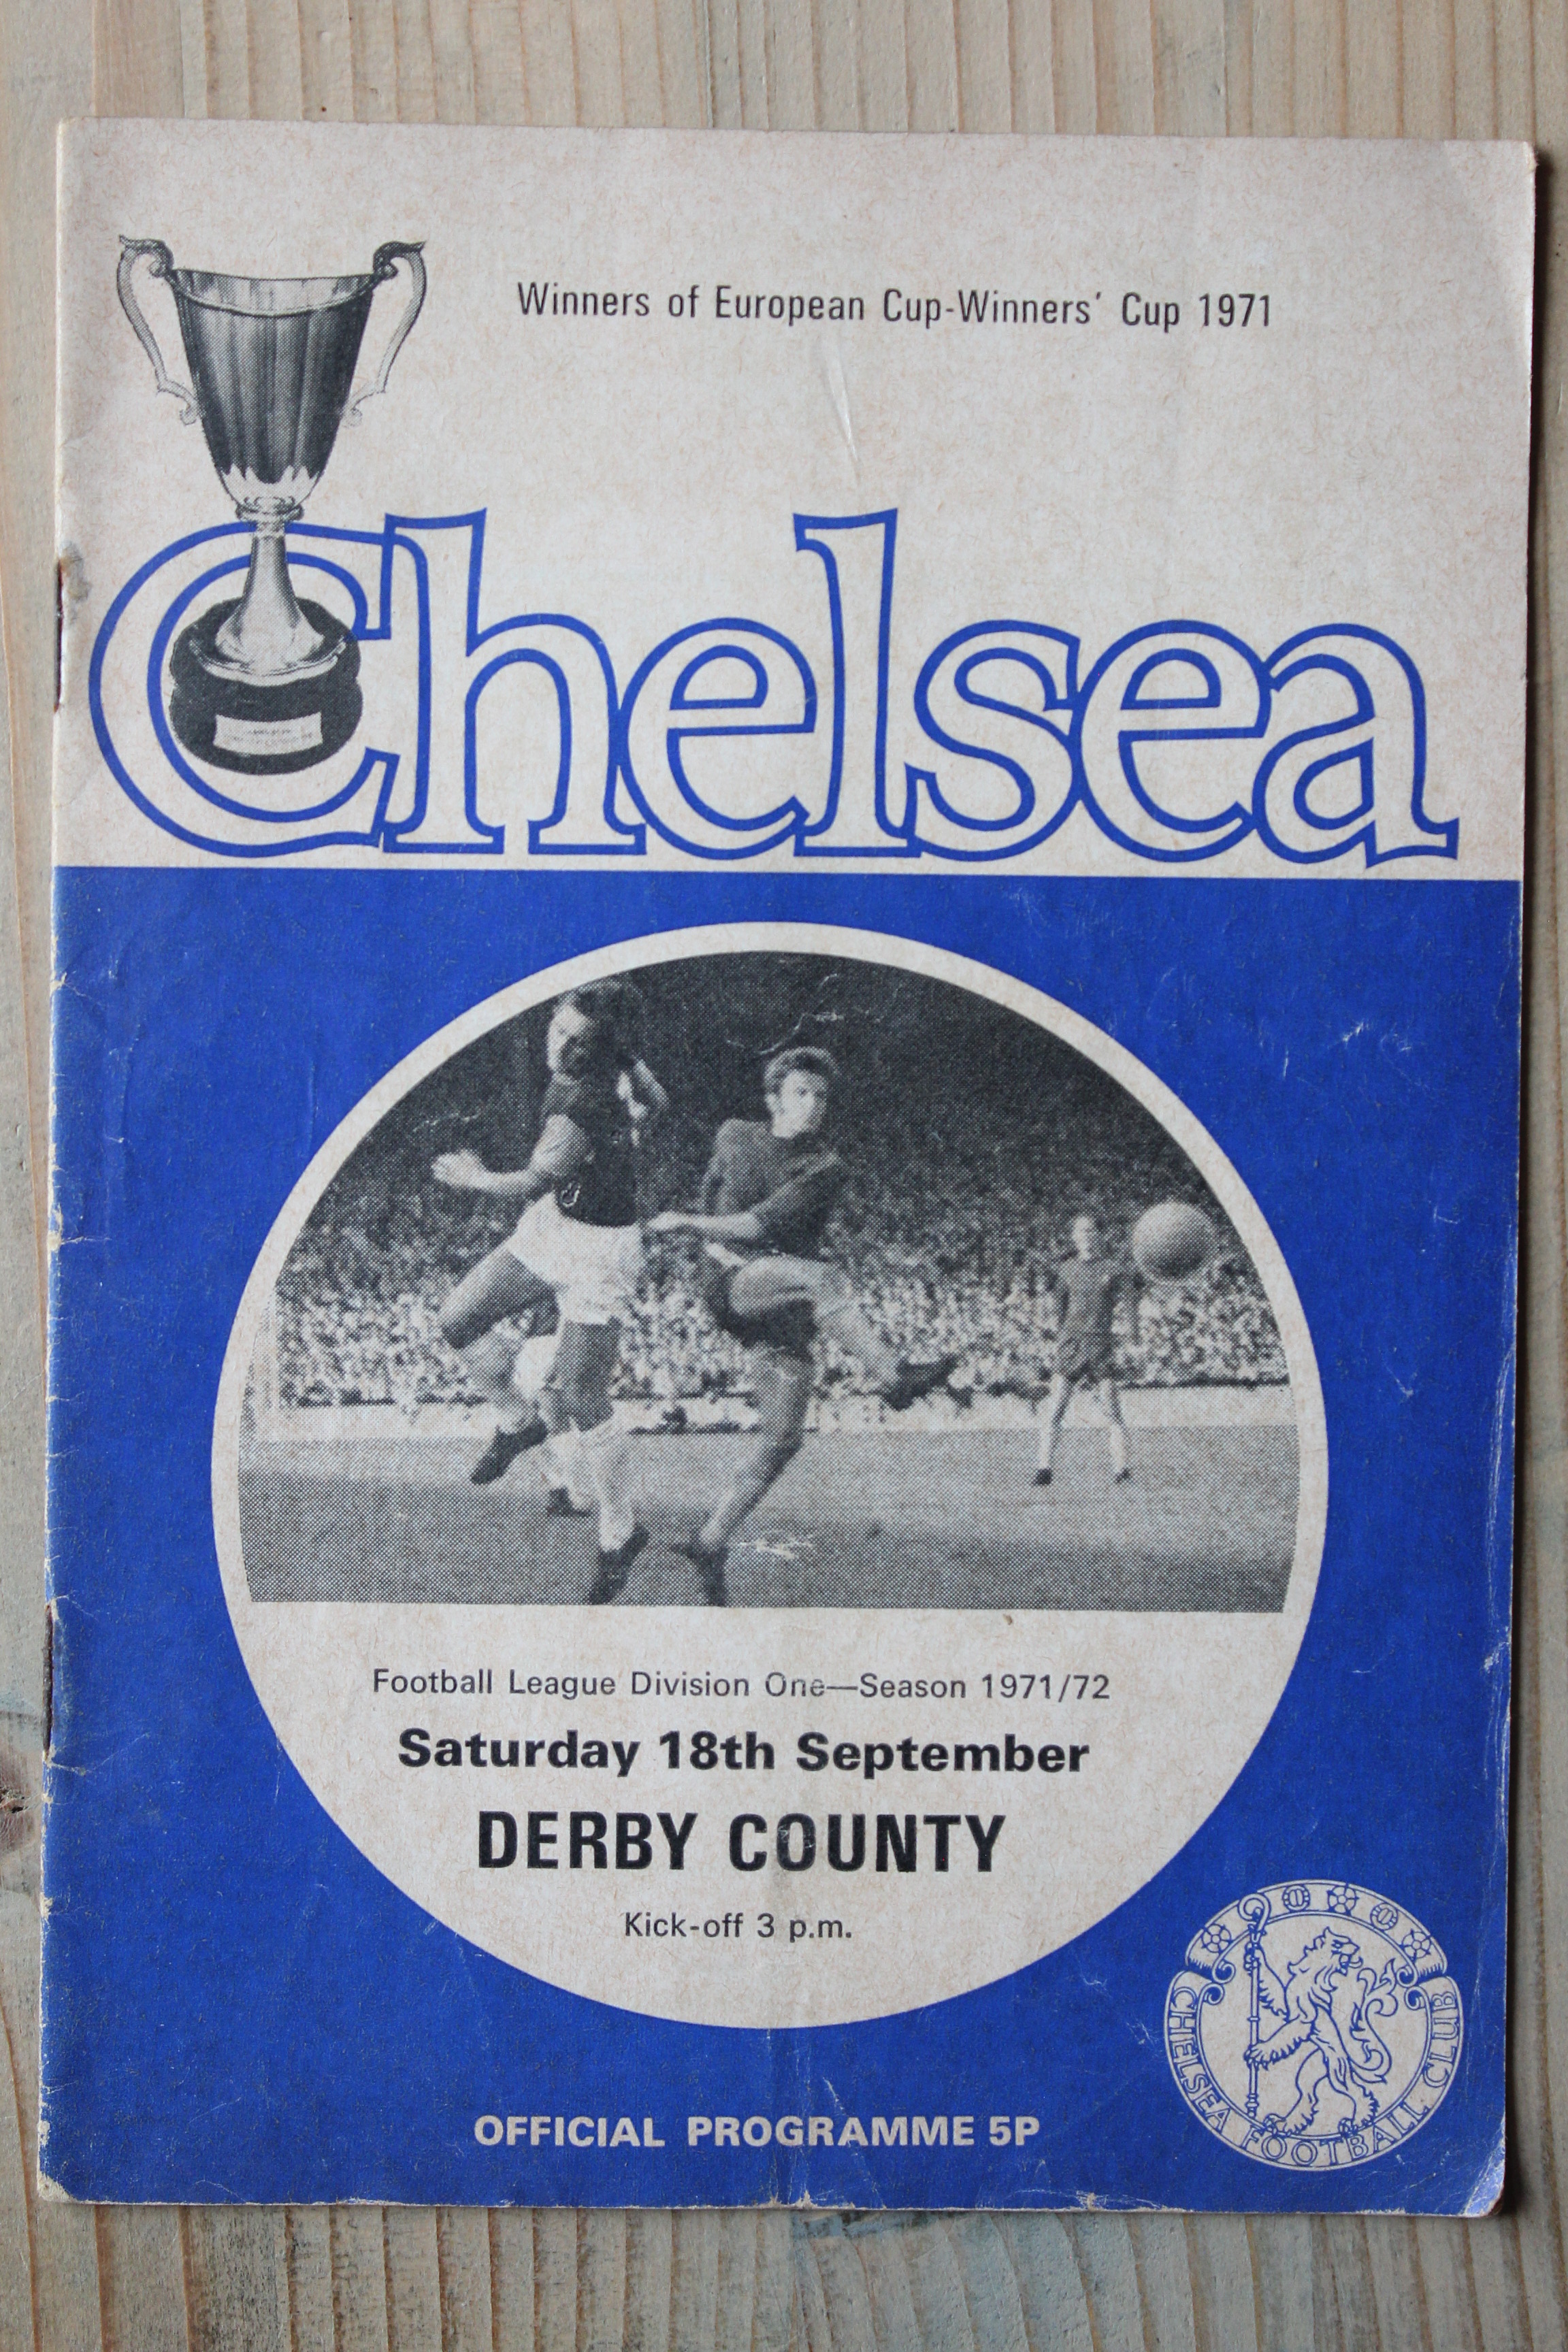 Winners of European Cup-Winners' Cup 1971
Chelsea
Football League Division One—Season 1971/72
Saturday 18th September
DERBY COUNTY
Kick-off 3 p.m.
OFFICIAL PROGRAMME 5P
CHELSEA FOOTBALL CLUB